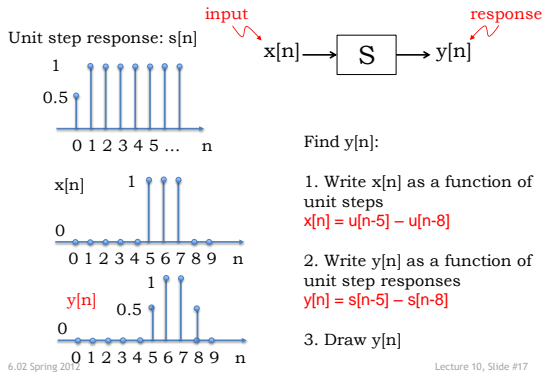 input
response
Unit step response: s[n]
x[n]
S
y[n]
1
0.5
0 1 2 3 4 5 ... n
Find y[n]:
x[n]
1
0
0 1 2 3 4 5 6 7 8 9 n
1. Write x[n] as a function of
unit steps
x[n] = u[n-5] – u[n-8]
y[n]
1
0.5
0
0 1 2 3 4 5 6 7 8 9 n
2. Write y[n] as a function of
unit step responses
y[n] = s[n-5] – s[n-8]
3. Draw y[n]
6.02 Spring 2012
Lecture 10, Slide #17